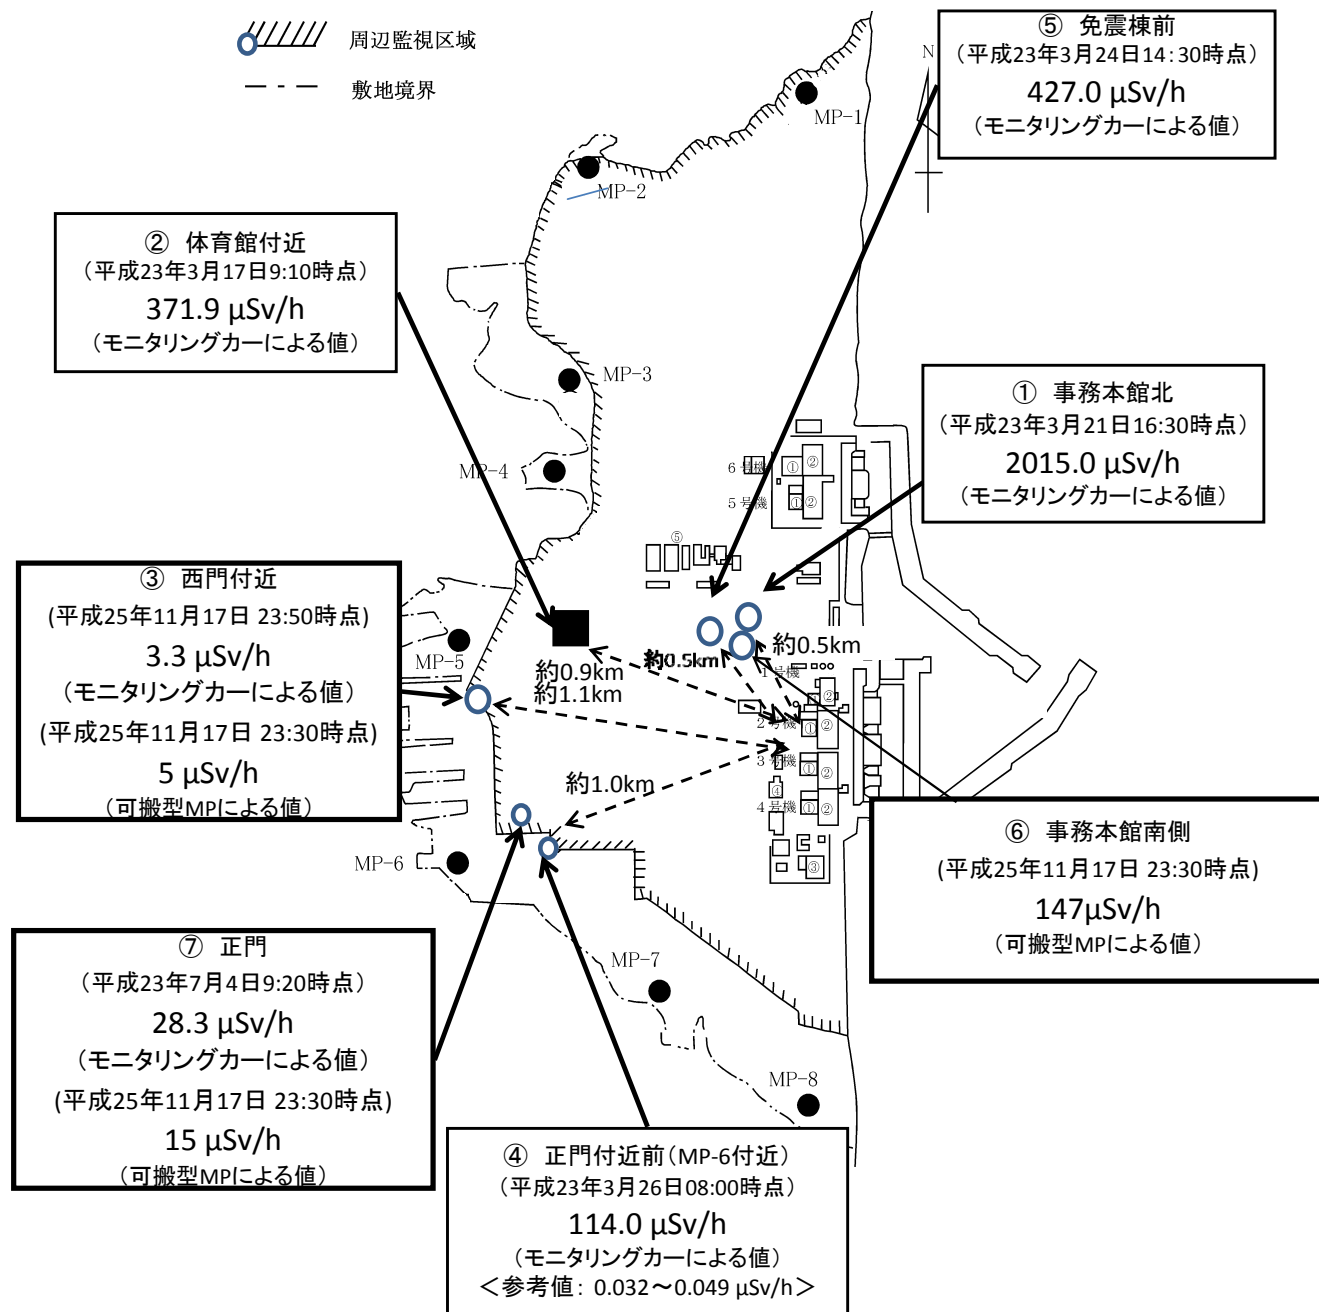 周辺監視区域
敷地境界
⑤ 免震棟前
(平成23年3月24日14:30時点)
427.0 μSv/h
(モニタリングカーによる値)
N
MP-1
MP-2
② 体育館付近
(平成23年3月17日9:10時点)
371.9 μSv/h
(モニタリングカーによる値)
MP-3
① 事務本館北
(平成23年3月21日16:30時点)
2015.0 μSv/h
(モニタリングカーによる値)
MP-4
6号機
①
②
5号機
①
②
⑤
③ 西門付近
(平成25年11月17日 23:50時点)
3.3 μSv/h
(モニタリングカーによる値)
(平成25年11月17日 23:30時点)
5 μSv/h
(可搬型MPによる値)
MP-5
約0.9km
約1.1km
約0.5km
約0.5km
1号機
②
2号機
①
②
3号機
①
②
④
4号機
①
②
③
約1.0km
MP-6
⑥ 事務本館南側
(平成25年11月17日 23:30時点)
147μSv/h
(可搬型MPによる値)
⑦ 正門
(平成23年7月4日9:20時点)
28.3 μSv/h
(モニタリングカーによる値)
(平成25年11月17日 23:30時点)
15 μSv/h
(可搬型MPによる値)
MP-7
MP-8
④ 正門付近前(MP-6付近)
(平成23年3月26日08:00時点)
114.0 μSv/h
(モニタリングカーによる値)
<参考値: 0.032～0.049 μSv/h>